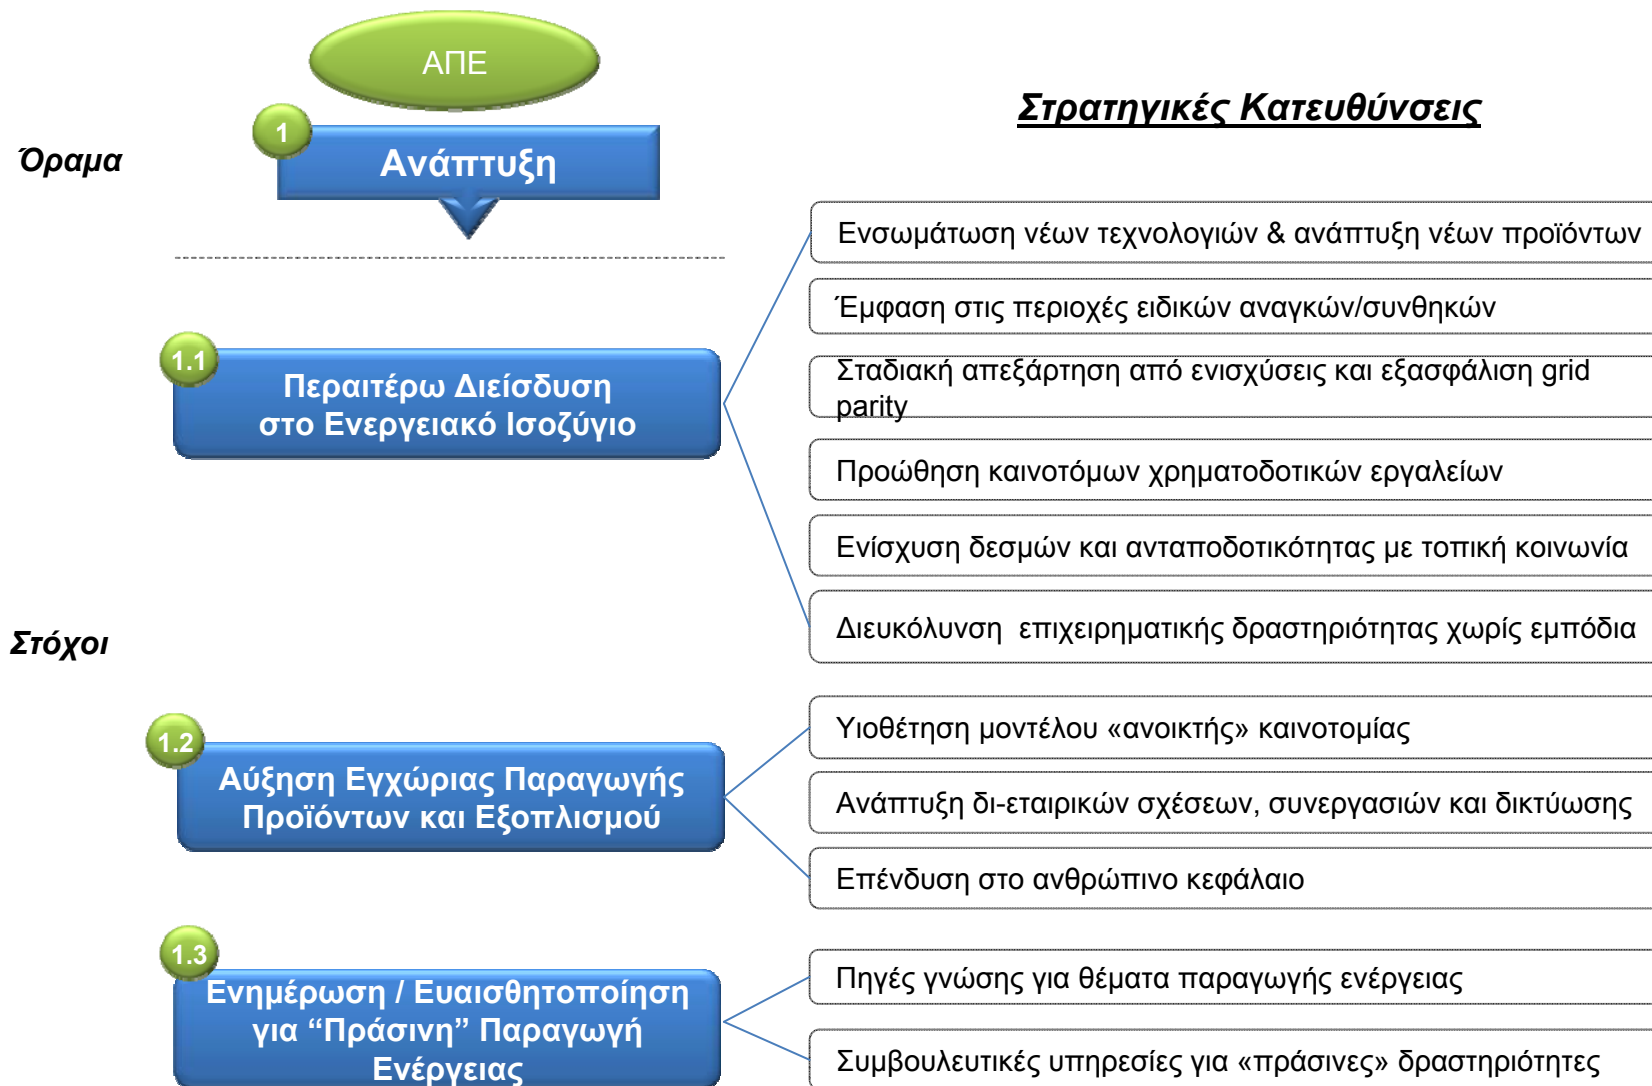 ΑΠΕ
Στρατηγικές Κατευθύνσεις
1
Όραμα
Ανάπτυξη
Ενσωμάτωση νέων τεχνολογιών & ανάπτυξη νέων προϊόντων
Έμφαση στις περιοχές ειδικών αναγκών/συνθηκών
1.1
Περαιτέρω Διείσδυση
στο Ενεργειακό Ισοζύγιο
Σταδιακή απεξάρτηση από ενισχύσεις και εξασφάλιση grid
parity
Προώθηση καινοτόμων χρηματοδοτικών εργαλείων
Ενίσχυση δεσμών και ανταποδοτικότητας με τοπική κοινωνία
Διευκόλυνση  επιχειρηματικής δραστηριότητας χωρίς εμπόδια
Στόχοι
1.2
Αύξηση Εγχώριας Παραγωγής
Προϊόντων και Εξοπλισμού
Υιοθέτηση μοντέλου «ανοικτής» καινοτομίας
Ανάπτυξη δι-εταιρικών σχέσεων, συνεργασιών και δικτύωσης
Επένδυση στο ανθρώπινο κεφάλαιο
1.3
Ενημέρωση / Ευαισθητοποίηση
για “Πράσινη” Παραγωγή
Ενέργειας
Πηγές γνώσης για θέματα παραγωγής ενέργειας
Συμβουλευτικές υπηρεσίες για «πράσινες» δραστηριότητες